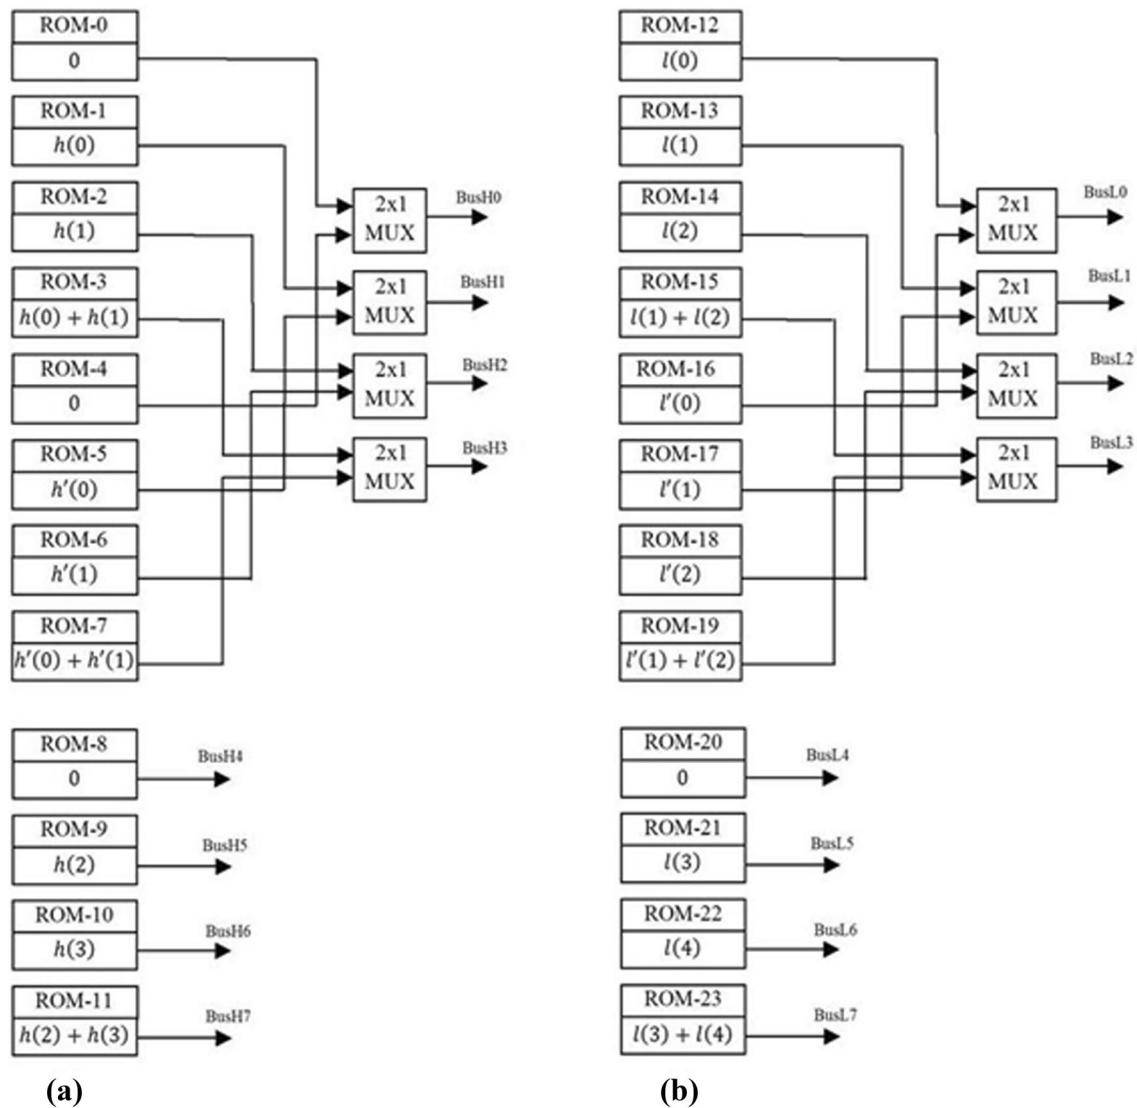 ROM-0
0
ROM-1
h(0)
ROM-2
h(1)
ROM-3
h(0) + h(1)
ROM-4
0
ROM-5
h′(0)
ROM-6
h′(1)
ROM-7
h′(0) + h′(1)
2x1
MUX
BusH0
2x1
MUX
BusH1
2x1
MUX
BusH2
2x1
MUX
BusH3
ROM-8
0
BusH4
ROM-9
h(2)
BusH5
ROM-10
h(3)
BusH6
ROM-11
h(2) + h(3)
BusH7
(a)
ROM-12
l(0)
ROM-13
l(1)
ROM-14
l(2)
ROM-15
l(1) + l(2)
ROM-16
l′(0)
ROM-17
l′(1)
ROM-18
l′(2)
ROM-19
l′(1) + l′(2)
2x1
MUX
BusL0
2x1
MUX
BusL1
2x1
MUX
BusL2
2x1
MUX
BusL3
ROM-20
0
BusL4
ROM-21
l(3)
BusL5
ROM-22
l(4)
BusL6
ROM-23
l(3) + l(4)
BusL7
(b)